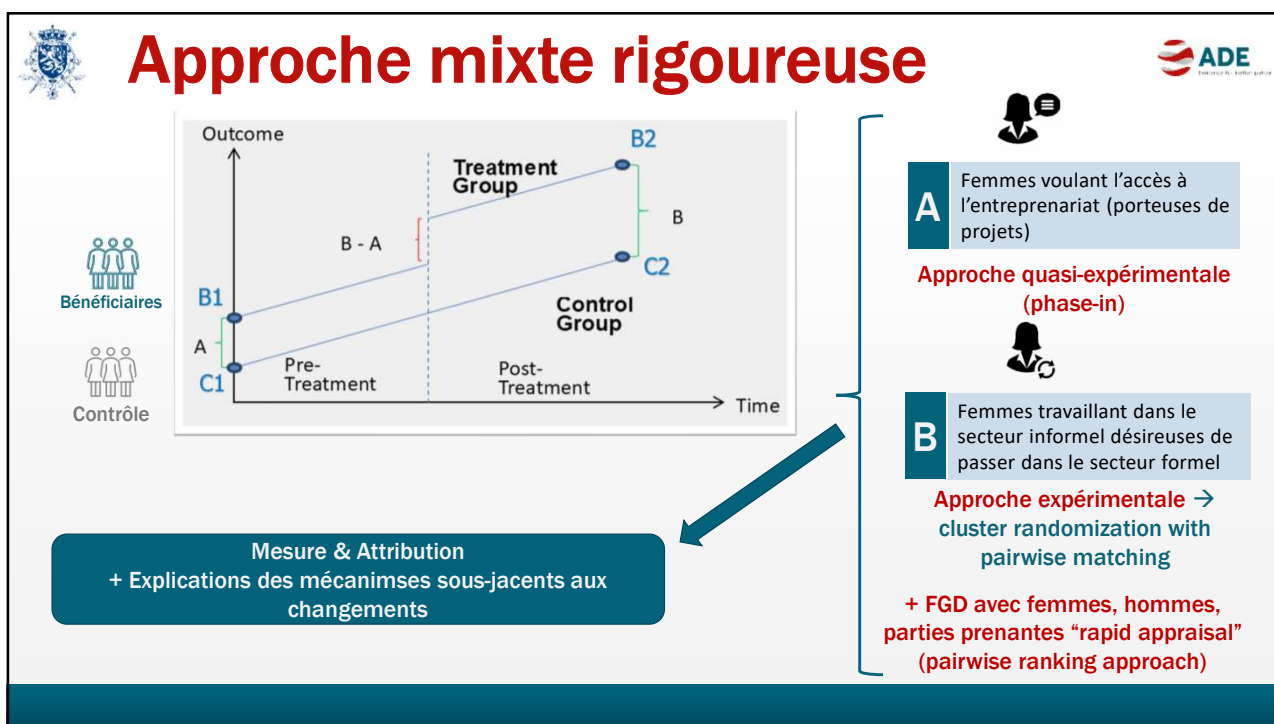 Approche mixte rigoureuse
ADE
Outcome
Treatment
Group
B2
B - A
B
B1
C2
Control
Group
A
C1
Pre-
Treatment
Post-
Treatment
Time
Bénéficiaires
Contrôle
A
Femmes voulant l’accès à
l’entreprenariat (porteuses de
projets)
Approche quasi-expérimentale
(phase-in)
B
Femmes travaillant dans le
secteur informel désireuses de
passer dans le secteur formel
Approche expérimentale →
cluster randomization with
pairwise matching
+ FGD avec femmes, hommes,
parties prenantes “rapid appraisal”
(pairwise ranking approach)
Mesure & Attribution
+ Explications des mécanimses sous-jacents aux
changements